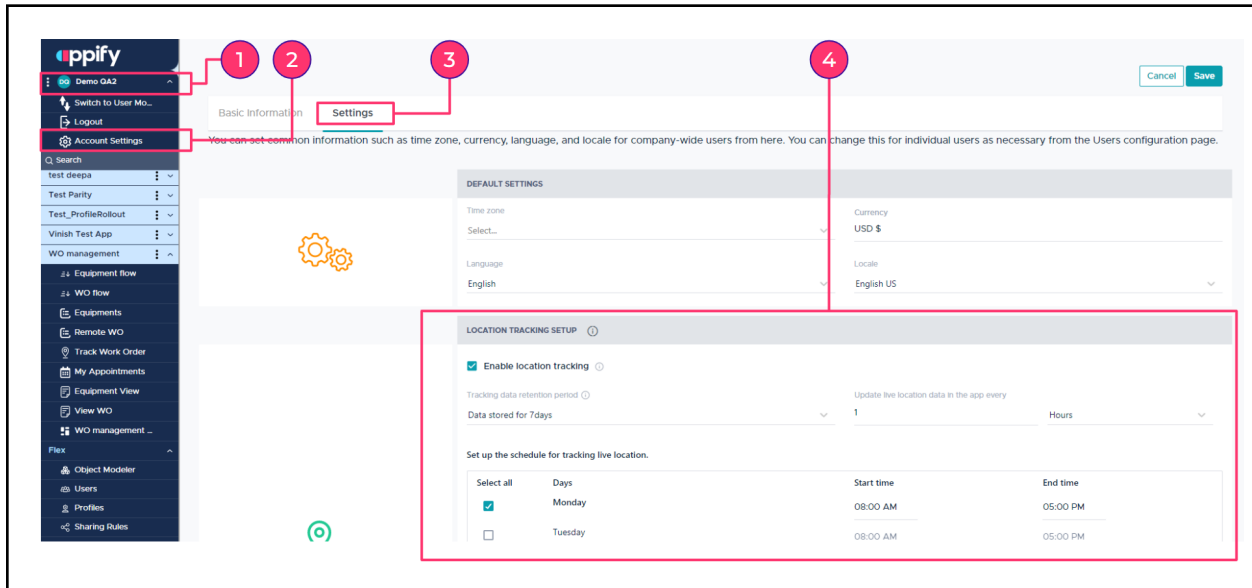 appify
1
2
3
4
DQ Demo QA2
Switch to User Mo...
Logout
Account Settings
Search
test deepa
Test Parity
Test_ProfileRollout
Vinish Test App
WO management
Equipment flow
WO flow
Equipments
Remote WO
Track Work Order
My Appointments
Equipment View
View WO
WO management ...
Flex
Object Modeler
Users
Profiles
Sharing Rules
Cancel Save
Basic Information Settings
You can set common information such as time zone, currency, language, and locale for company-wide users from here. You can change this for individual users as necessary from the Users configuration page.
DEFAULT SETTINGS
Time zone Currency
Select... USD $
Language Locale
English English US
LOCATION TRACKING SETUP
Enable location tracking
Tracking data retention period Update live location data in the app every
Data stored for 7days 1 Hours
Set up the schedule for tracking live location.
Select all Days Start time End time
Monday 08:00 AM 05:00 PM
Tuesday 08:00 AM 05:00 PM